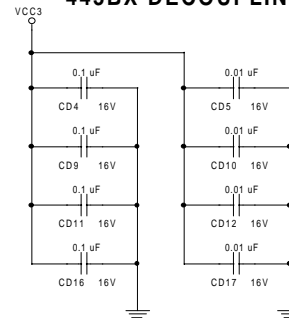 443BX DECOUPLIN
VCC3
0.1 uF
CD4 16V
0.1 uF
CD9 16V
0.1 uF
CD11 16V
0.1 uF
CD16 16V
0.01 uF
CD5 16V
0.01 uF
CD10 16V
0.01 uF
CD12 16V
0.01 uF
CD17 16V